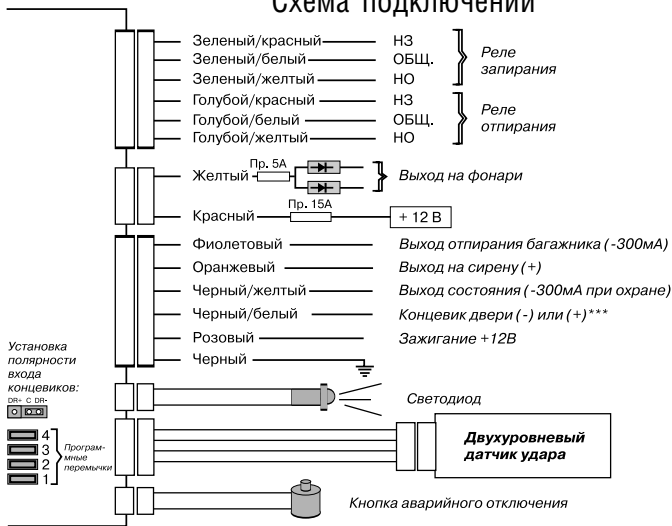 Схема подключений
Зеленый/красный НЗ
Зеленый/белый ОБЩ.
Зеленый/желтый НО
Реле
запирания
Голубой/красный НЗ
Голубой/белый ОБЩ.
Голубой/желтый НО
Реле
отпирания
Желтый Пр. 5А Выход на фонари
Красный Пр. 15А + 12 В
Фиолетовый Выход отпирания багажника (-300мА)
Оранжевый Выход на сирену (+)
Черный/желтый Выход состояния (-300мА при охране)
Черный/белый Концевик двери (-) или (+)***
Розовый Зажигание +12В
Черный
Установка
полярности
входа
концевиков:
DR+ C DR-
4
3
2
1
Програм-
мные
перемычки
Светодиод
Двухуровневый
датчик удара
Кнопка аварийного отключения